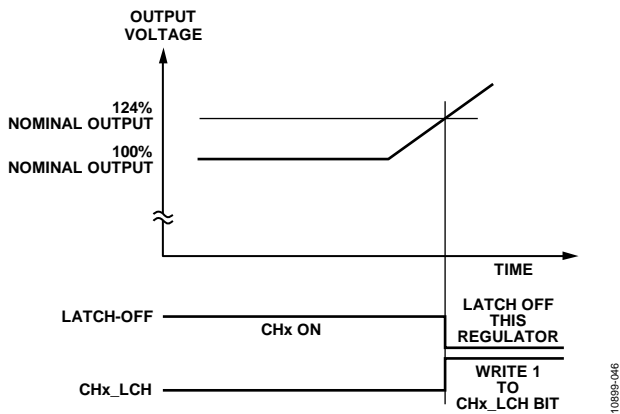 OUTPUT
VOLTAGE
124%
NOMINAL OUTPUT
100%
NOMINAL OUTPUT
TIME
LATCH-OFF
CHx ON
LATCH OFF
THIS
REGULATOR
CHx_LCH
WRITE 1
TO
CHx_LCH BIT
10899-046